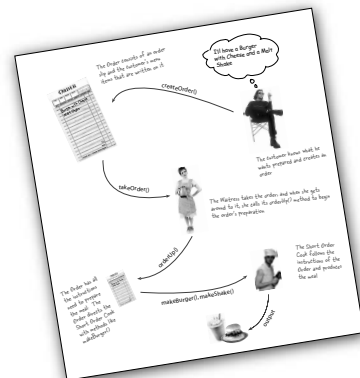 I'll have a Burger
with Cheese and a Malt
Shake
The Order consists of an order
slip and the customer's menu
items that are written on it
createOrder()
The customer knows what he
wants prepared and creates an
order
takeOrder()
The Waitress takes the order, and when she gets
around to it, she calls its orderUp() method to begin
the order's preparation.
orderUp()
The Order has all
the instructions
need to prepare
the meal. The
Order directs the
Short Order Cook
with methods like
makeBurger()
makeBurger(), makeShake()
The Short Order
Cook follows the
instructions of the
Order and produces
the meal
output